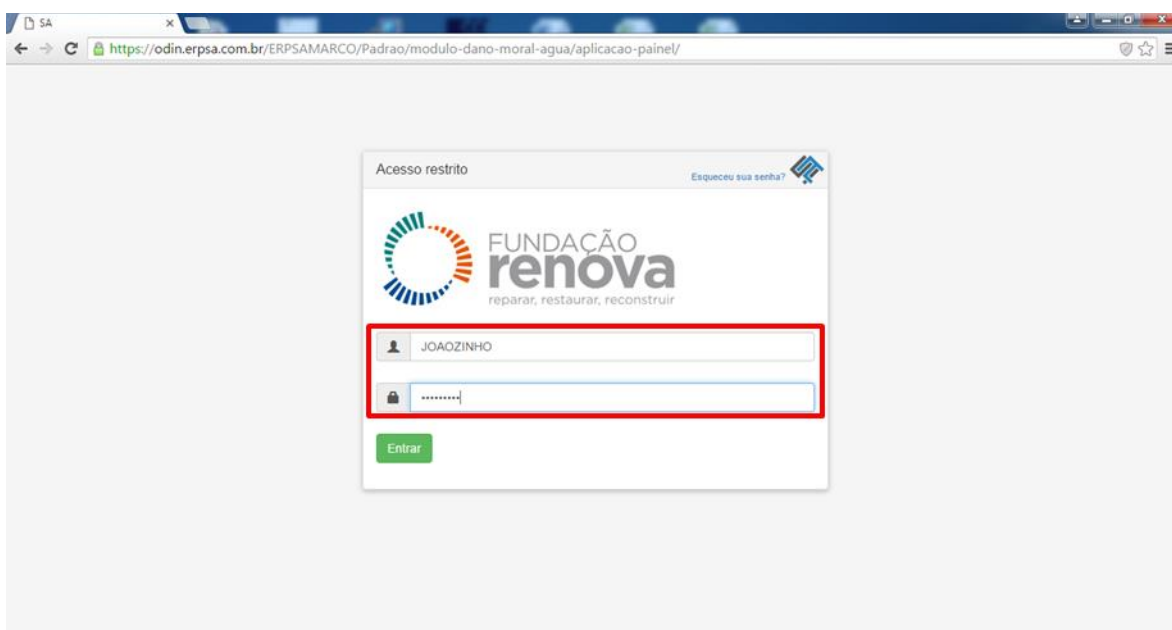 SA
https://odin.erpsa.com.br/ERPSAMARCO/Padrao/modulo-dano-moral-agua/aplicacao-painel/
Acesso restrito
Esqueceu sua senha?
FUNDAÇÃO
renova
reparar, restaurar, reconstruir
JOAOZINHO
•••••••••
Entrar